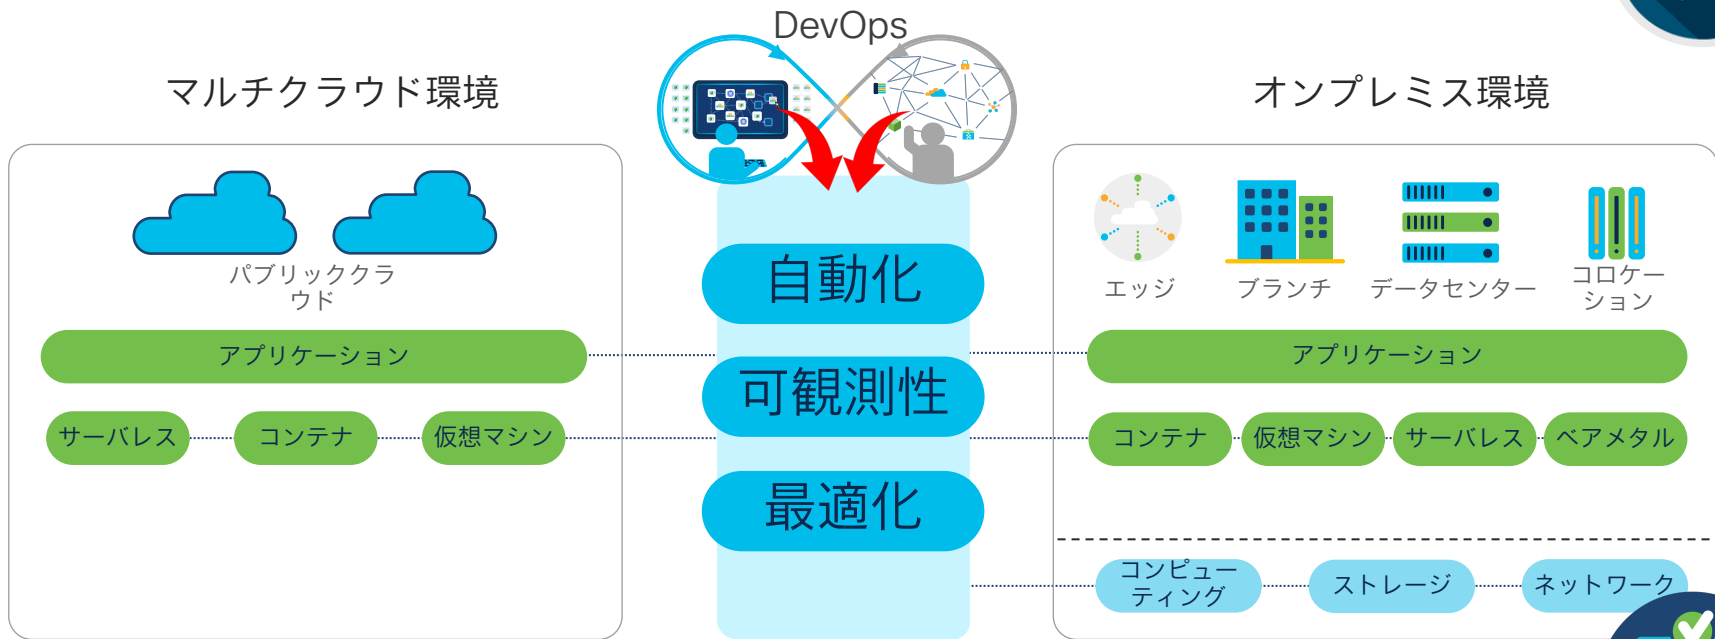 DevOps
マルチクラウド環境
オンプレミス環境
パブリッククラ
ウド
アプリケーション
サーバレス
コンテナ
仮想マシン
自動化
可観測性
最適化
エッジ
ブランチ
データセンター
コロケー
ション
アプリケーション
コンテナ
仮想マシン
サーバレス
ベアメタル
コンピュー
ティング
ストレージ
ネットワーク